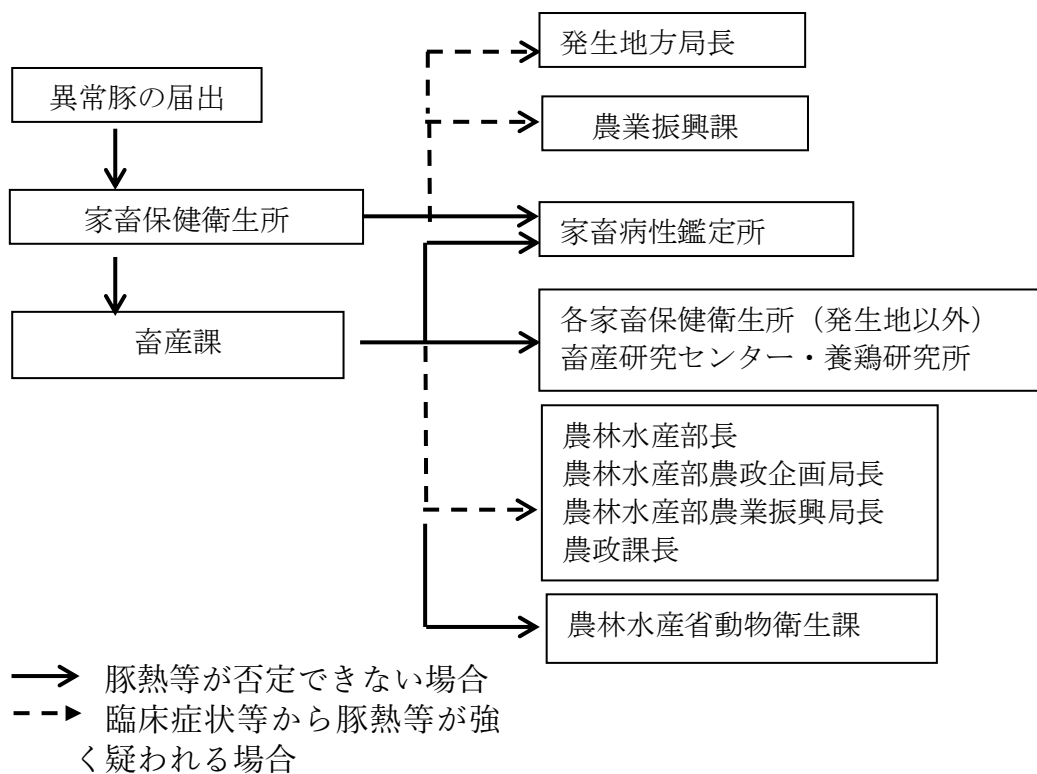 異常豚の届出
家畜保健衛生所
畜産課
発生地方局長
農業振興課
家畜病性鑑定所
各家畜保健衛生所（発生地以外）
畜産研究センター・養鶏研究所
農林水産部長
農林水産部農政企画局長
農林水産部農業振興局長
農政課長
農林水産省動物衛生課
豚熱等が否定できない場合
臨床症状等から豚熱等が強
く疑われる場合